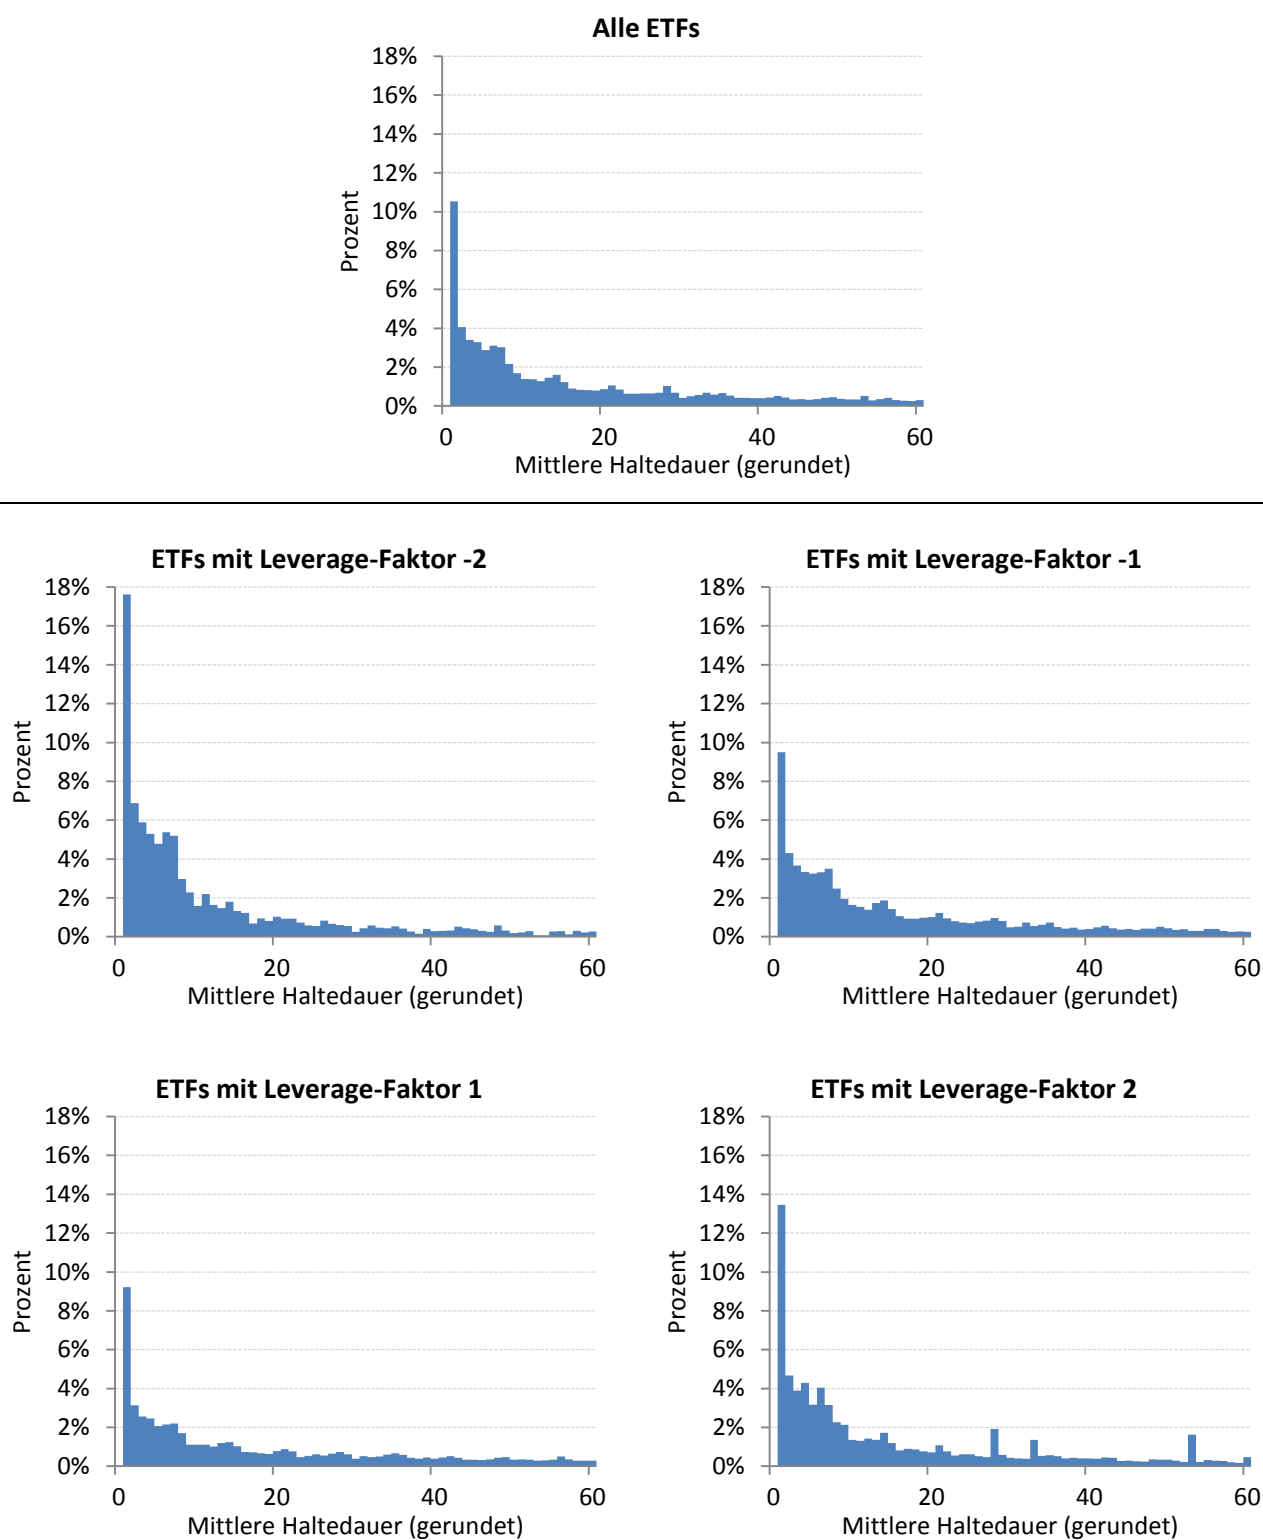 Alle ETFs
18%
16%
14%
12%
10%
8%
6%
4%
2%
0%
Prozent
0 20 40 60
Mittlere Haltedauer (gerundet)
ETFs mit Leverage-Faktor -2
18%
16%
14%
12%
10%
8%
6%
4%
2%
0%
Prozent
0 20 40 60
Mittlere Haltedauer (gerundet)
ETFs mit Leverage-Faktor -1
18%
16%
14%
12%
10%
8%
6%
4%
2%
0%
Prozent
0 20 40 60
Mittlere Haltedauer (gerundet)
ETFs mit Leverage-Faktor 1
18%
16%
14%
12%
10%
8%
6%
4%
2%
0%
Prozent
0 20 40 60
Mittlere Haltedauer (gerundet)
ETFs mit Leverage-Faktor 2
18%
16%
14%
12%
10%
8%
6%
4%
2%
0%
Prozent
0 20 40 60
Mittlere Haltedauer (gerundet)